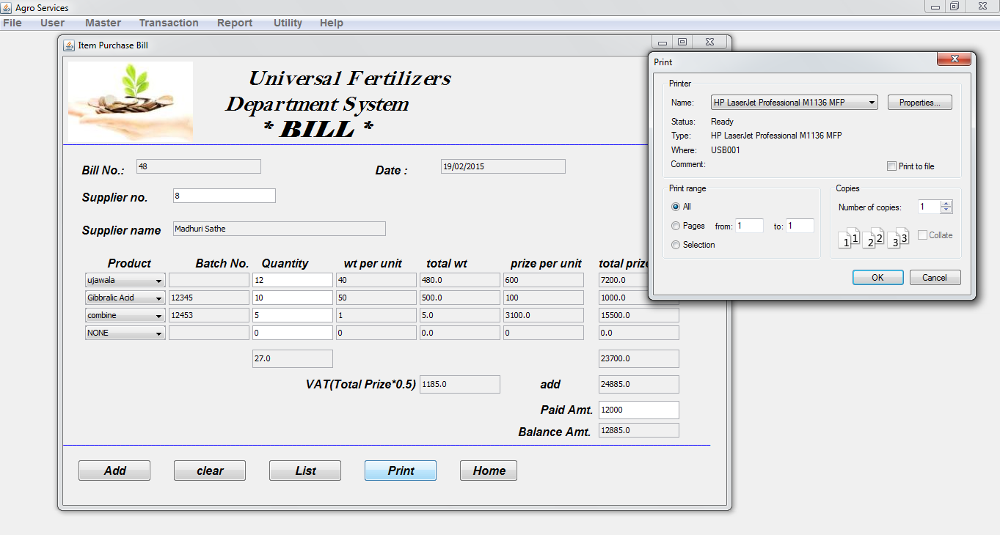 Agro Services
File User Master Transaction Report Utility Help
Item Purchase Bill
Universal Fertilizers
Department System
* BILL *
Bill No.: 48 Date : 19/02/2015
Supplier no. 8
Supplier name Madhuri Sathe
Product Batch No. Quantity wt per unit total wt prize per unit total prize
ujawala 12 40 480.0 600 7200.0
Gibbralic Acid 12345 10 50 500.0 100 1000.0
combine 12453 5 1 5.0 3100.0 15500.0
NONE 0 0 0.0 0 0.0
27.0 23700.0
VAT(Total Prize*0.5) 1185.0 add 24885.0
Paid Amt. 12000
Balance Amt. 12885.0
Add clear List Print Home
Print
Printer
Name: HP LaserJet Professional M1136 MFP Properties...
Status: Ready
Type: HP LaserJet Professional M1136 MFP
Where: USB001
Comment:
Print to file
Print range
All
Pages from: 1 to: 1
Selection
Copies
Number of copies: 1
1 1 2 2 3 3 Collate
OK Cancel